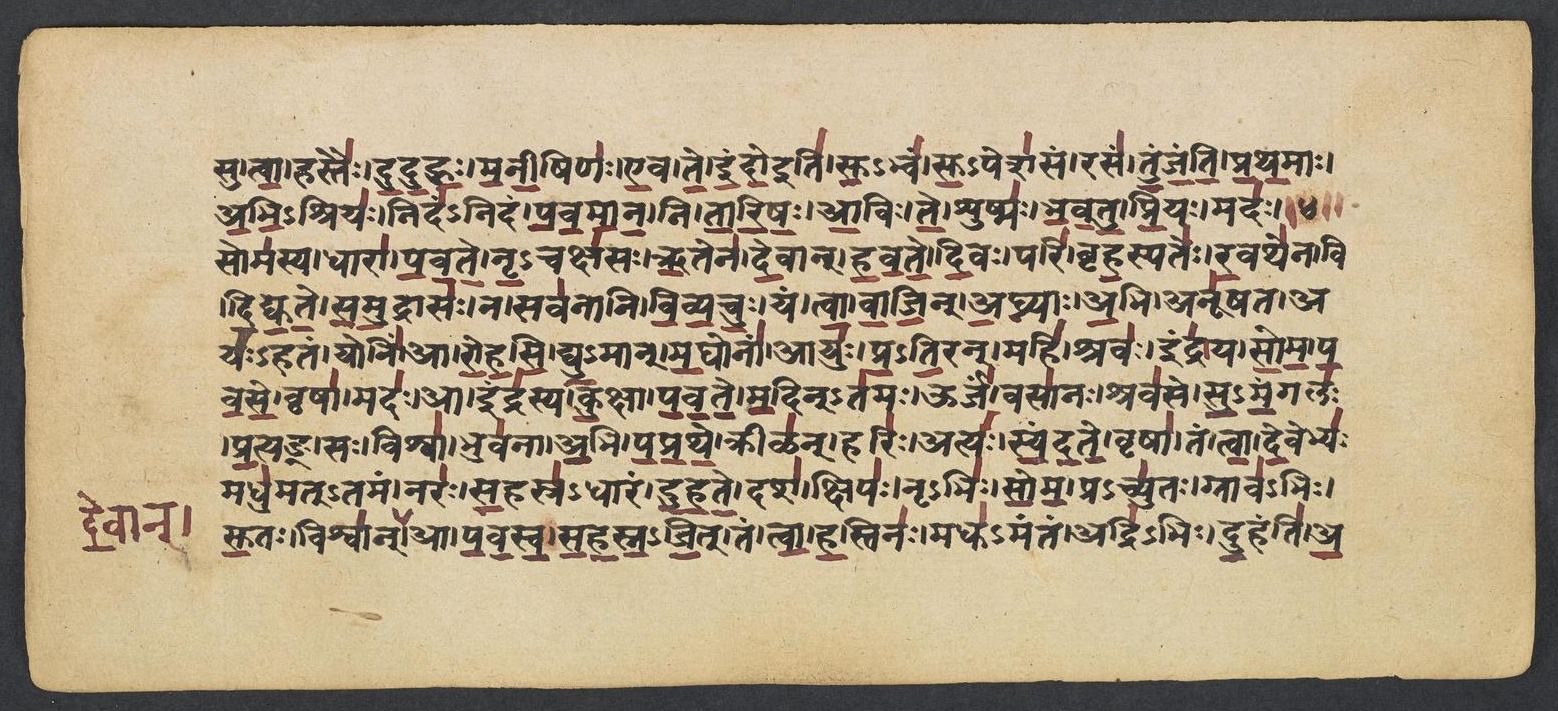 सु।त्वा।हस्तैः।दुदुहुः।मनीषिणः।एव।ते।इंदो इति।सुऽभ्वं।सुऽपेशसं।रसं।तुंजंति।प्रथमाः।
अभिऽश्रियः।निदंऽनिदं।पवमान।नि।तारिषः।आविः।ते।शुष्मः।भवतु।प्रियः।मदः।॥४॥
सोमस्य।धारा।पवते।नृऽचक्षसः।ऋतेन।देवान्।हवते।दिवः।परि।बृहस्पतेः।रवथेन।वि
।दिद्युते।समुद्रासः।न।सवनानि।विव्यचुः।यं।त्वा।वाजिन्।अघ्न्याः।अभि।अनूषत।अ
यःऽहतं।योनिं।आ।रोहसि।द्युऽमान्।मघोनां।आयुः।प्रऽतिरन्।महि।श्रवः।इंद्राय।सोम।प
वसे।वृषा।मदः।आ।इंद्रस्य।कुक्षा।पवते।मदिन्ऽतमः।ऊर्जं।वसानः।श्रवसे।सुऽमंगलः
।प्रत्यङ्।सः।विश्वा।भुवना।अभि।पप्रथे।क्रीळन्।हरिः।अत्यः।स्यंदते।वृषा।तं।त्वा।देवेभ्यः
मधुमत्ऽतमं।नरः।सहस्रऽधारं।दुहते।दश।क्षिपः।नृऽभिः।सोम।प्रऽच्युतः।ग्रावऽभिः।
देवान्।
सुतः।विश्वान्।आ।पवस्व।सहस्रऽजित्।तं।त्वा।हस्तिनः।मधुऽमंतं।अद्रिऽभिः।दुहंति।अ